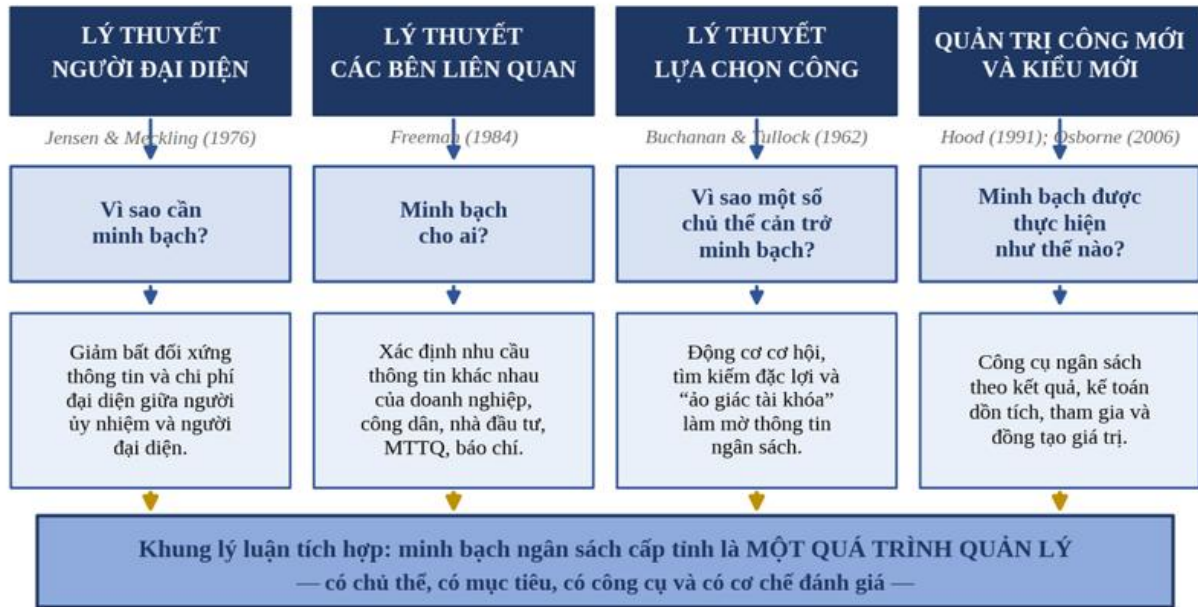 LÝ THUYẾT
NGƯỜI ĐẠI DIỆN
Jensen & Meckling (1976)
Vì sao cần
minh bạch?
Giảm bất đối xứng
thông tin và chi phí
đại diện giữa người
ủy nhiệm và người
đại diện.
LÝ THUYẾT
CÁC BÊN LIÊN QUAN
Freeman (1984)
Minh bạch
cho ai?
Xác định nhu cầu
thông tin khác nhau
của doanh nghiệp,
công dân, nhà đầu tư,
MTTQ, báo chí.
LÝ THUYẾT
LỰA CHỌN CÔNG
Buchanan & Tullock (1962)
Vì sao một số
chủ thể cản trở
minh bạch?
Động cơ cơ hội,
tìm kiếm đặc lợi và
“ảo giác tài khóa”
làm mờ thông tin
ngân sách.
QUẢN TRỊ CÔNG MỚI
VÀ KIỂU MỚI
Hood (1991); Osborne (2006)
Minh bạch được
thực hiện
như thế nào?
Công cụ ngân sách
theo kết quả, kế toán
dồn tích, tham gia và
đồng tạo giá trị.
Khung lý luận tích hợp: minh bạch ngân sách cấp tỉnh là MỘT QUÁ TRÌNH QUẢN LÝ
— có chủ thể, có mục tiêu, có công cụ và có cơ chế đánh giá —